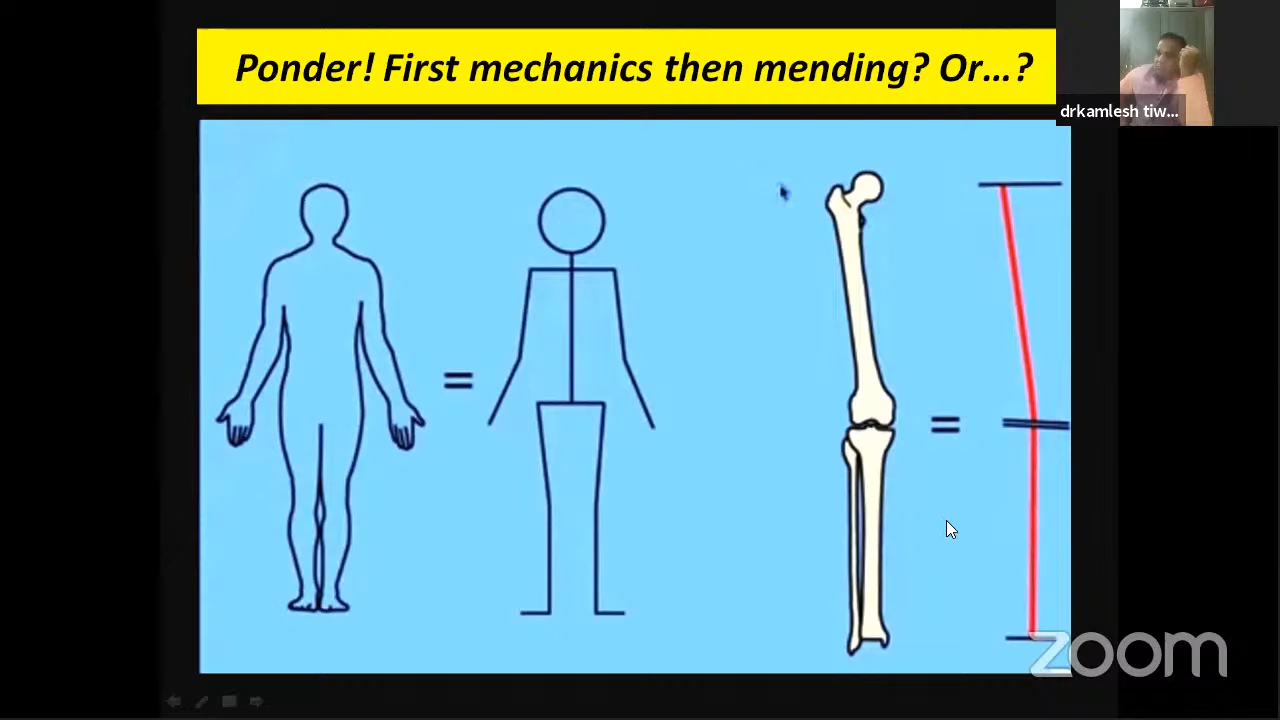 Ponder! First mechanics then mending? Or...?
drkamlesh tiw...
=
=
zoom